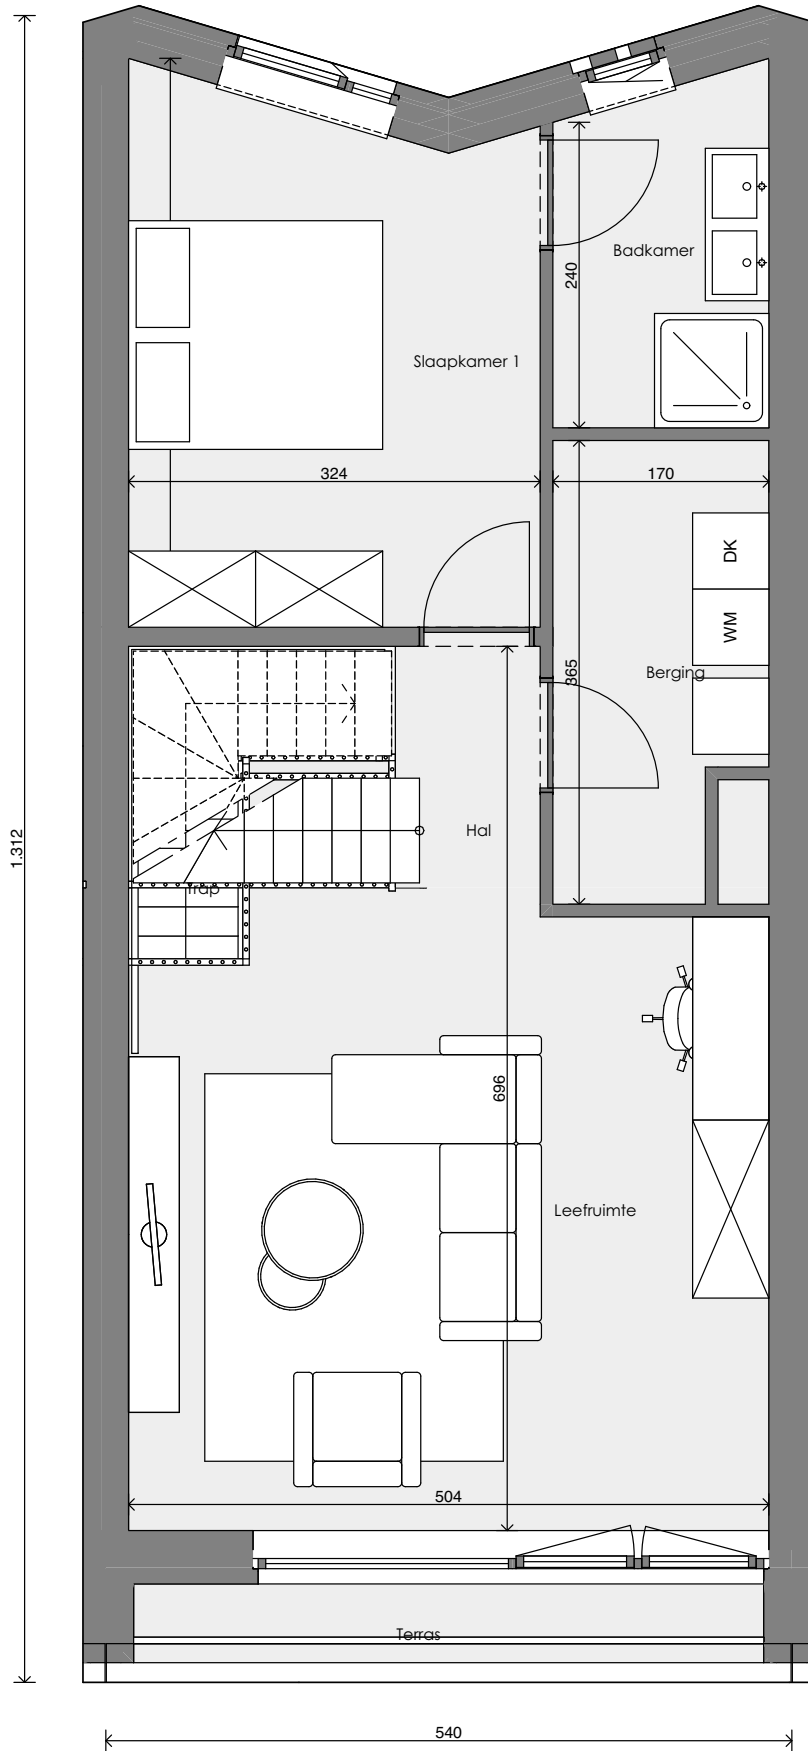 Badkamer
240
Slaapkamer 1
324
170
DK
WM
365
Berging
Hal
1.312
Trap
696
Leefruimte
504
Terras
540